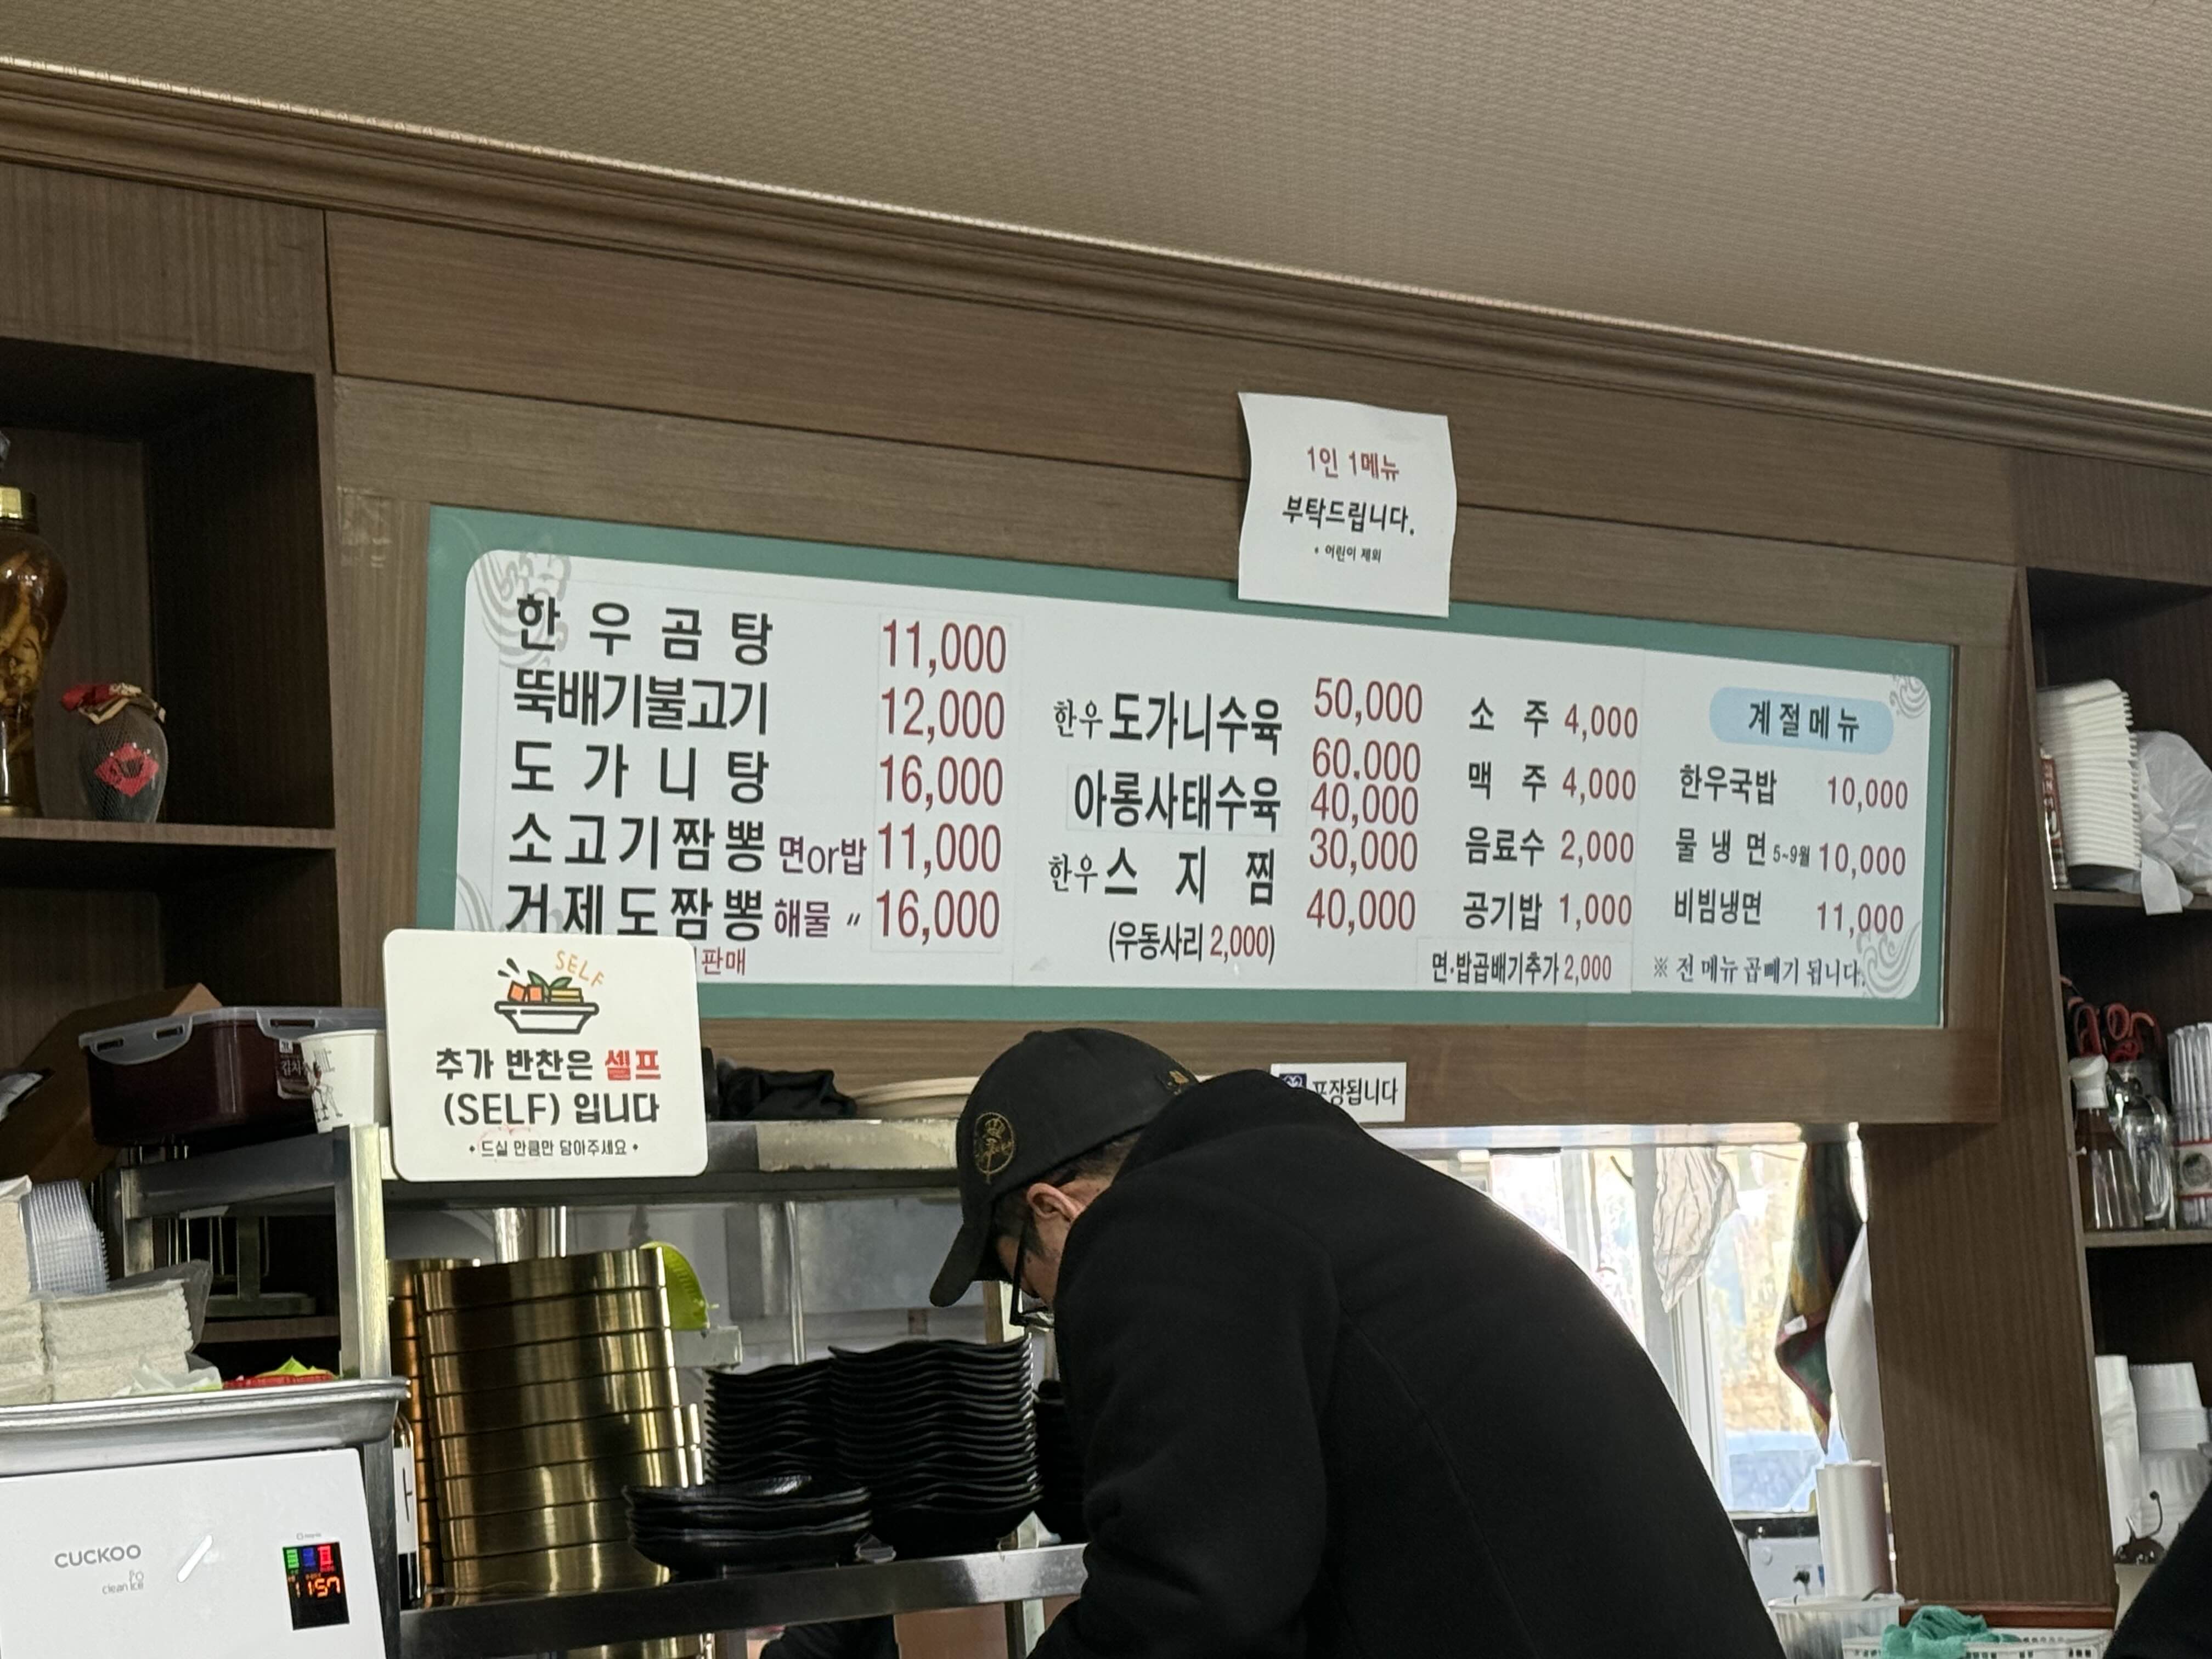 1인 1메뉴
부탁드립니다.
* 어린이 제외
한우곰탕 11,000
뚝배기불고기 12,000
도가니탕 16,000
소고기짬뽕 면or밥 11,000
거제도짬뽕 해물 〃 16,000
판매
한우 도가니수육 50,000
60,000
아롱사태수육 40,000
한우 스지찜 30,000
40,000
(우동사리 2,000)
소주 4,000
맥주 4,000
음료수 2,000
공기밥 1,000
면·밥곱배기추가 2,000
계절메뉴
한우국밥 10,000
물냉면 5~9월 10,000
비빔냉면 11,000
※ 전 메뉴 곱빼기 됩니다.
SELF
추가 반찬은 셀프
(SELF) 입니다
• 드실 만큼만 담아주세요 •
포장됩니다
CUCKOO
clean Ice
11:57